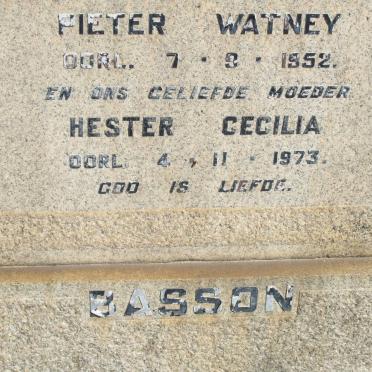 PIETER WATNEY
OORL. 7 · 9 · 1952.
EN ONS GELIEFDE MOEDER
HESTER CECILIA
OORL. 4 · 11 · 1973.
GOD IS LIEFDE.
BASSON